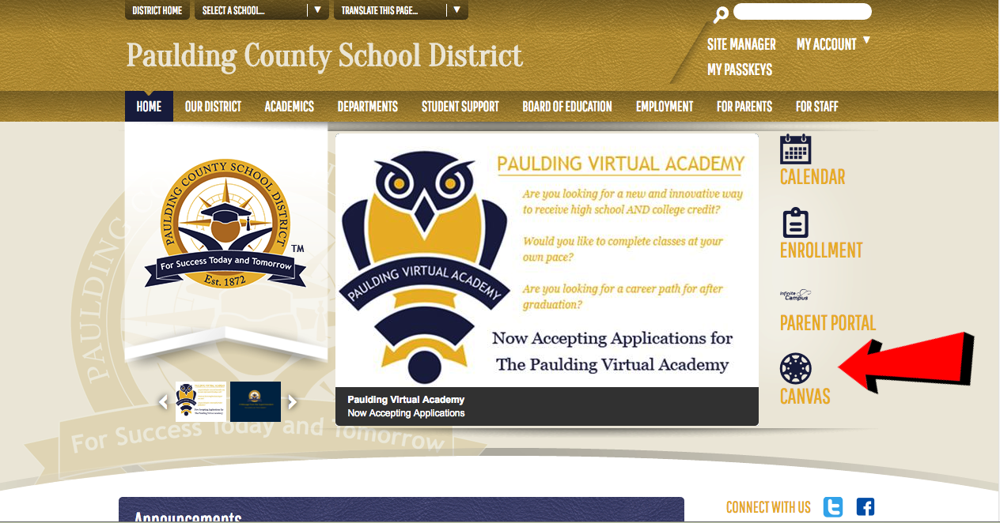 DISTRICT HOME
SELECT A SCHOOL...
TRANSLATE THIS PAGE...
Paulding County School District
SITE MANAGER
MY ACCOUNT
MY PASSKEYS
HOME
OUR DISTRICT
ACADEMICS
DEPARTMENTS
STUDENT SUPPORT
BOARD OF EDUCATION
EMPLOYMENT
FOR PARENTS
FOR STAFF
PAULDING COUNTY SCHOOL DISTRICT
TM
For Success Today and Tomorrow
Est. 1872
PAULDING VIRTUAL ACADEMY
PAULDING VIRTUAL ACADEMY
Are you looking for a new and innovative way
to receive high school AND college credit?
Would you like to complete classes at your
own pace?
Are you looking for a career path for after
graduation?
Now Accepting Applications for
The Paulding Virtual Academy
Paulding Virtual Academy
Now Accepting Applications
CALENDAR
ENROLLMENT
Infinite
Campus
PARENT PORTAL
CANVAS
PAULDING CO
For Success Today and Tomorrow
Announcements
CONNECT WITH US